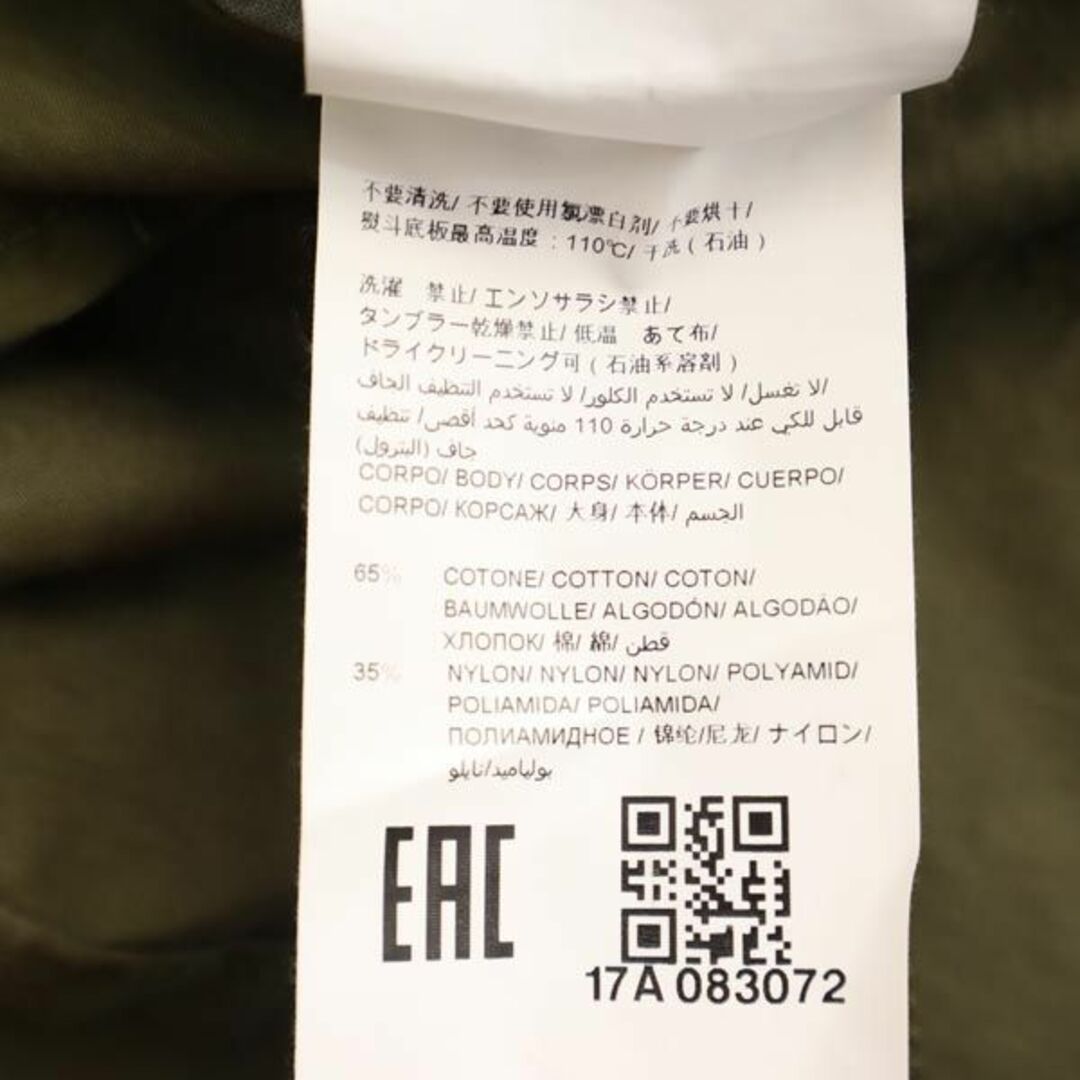 不要清洗/ 不要使用氯漂白剂/ 不要烘干/
熨斗底板最高温度 : 110℃/ 干洗 ( 石油 )
洗濯 禁止/ エンソサラシ禁止/
タンブラー乾燥禁止/ 低温 あて布/
ドライクリーニング可 ( 石油系溶剤 )
لا تغسل/ لا تستخدم الكلور/ لا تستخدم التنظيف الجاف/
قابل للكي عند درجة حرارة 110 منوية كحد أقصى/ تنظيف
جاف (البترول)
CORPO/ BODY/ CORPS/ KÖRPER/ CUERPO/
CORPO/ КОРСАЖ/ 大身/ 本体/ الجسم
65% COTONE/ COTTON/ COTON/
BAUMWOLLE/ ALGODÓN/ ALGODÃO/
ХЛОПОК/ 棉/ 綿/ قطن
35% NYLON/ NYLON/ NYLON/ POLYAMID/
POLIAMIDA/ POLIAMIDA/
ПОЛИАМИДНОЕ / 锦纶/尼龙/ ナイロン/
بولياميد/نايلو
EAC
17A 083072